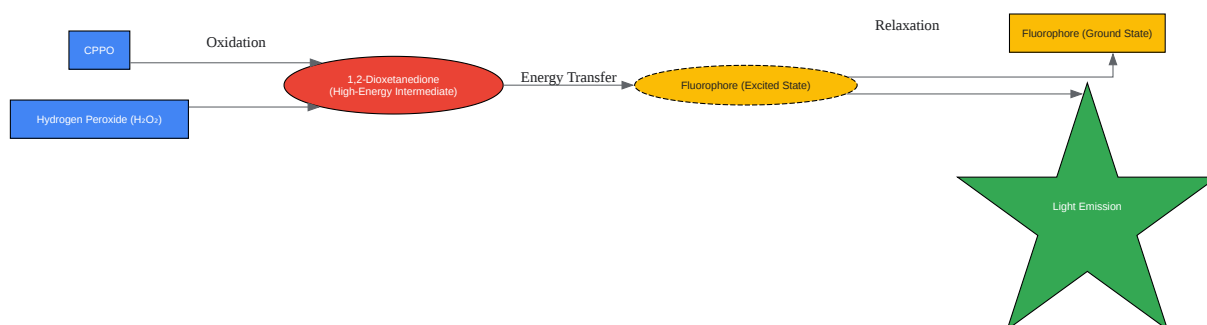 CPPO
Oxidation
Hydrogen Peroxide (H₂O₂)
1,2-Dioxetanedione
(High-Energy Intermediate)
Energy Transfer
Fluorophore (Excited State)
Relaxation
Fluorophore (Ground State)
Light Emission